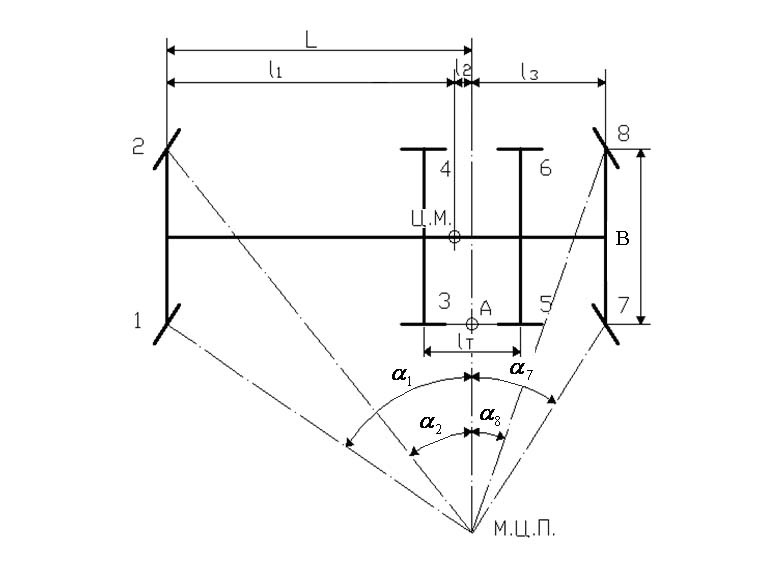 L
l₁ l₂ l₃
2 8
4 6
Ц.М. В
3 А 5 7
1
lт
α₁ α₇
α₂ α₈
М.Ц.П.